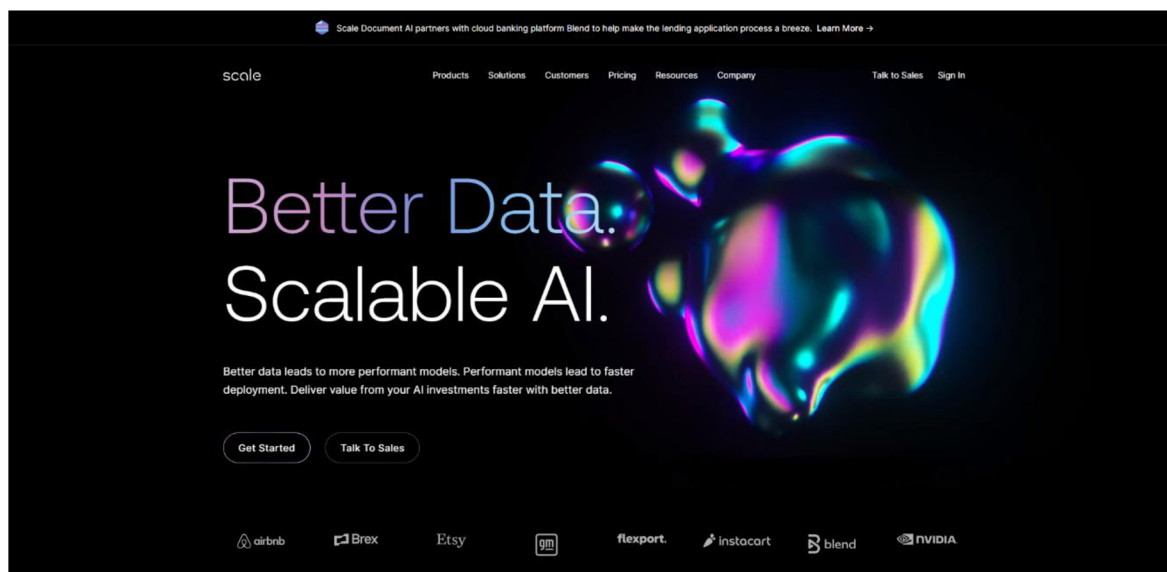 Scale Document AI partners with cloud banking platform Blend to help make the lending application process a breeze. Learn More →
scale Products Solutions Customers Pricing Resources Company Talk to Sales Sign In
Better Data.
Scalable AI.
Better data leads to more performant models. Performant models lead to faster
deployment. Deliver value from your AI investments faster with better data.
Get Started Talk To Sales
airbnb Brex Etsy gm flexport. instacart blend NVIDIA.